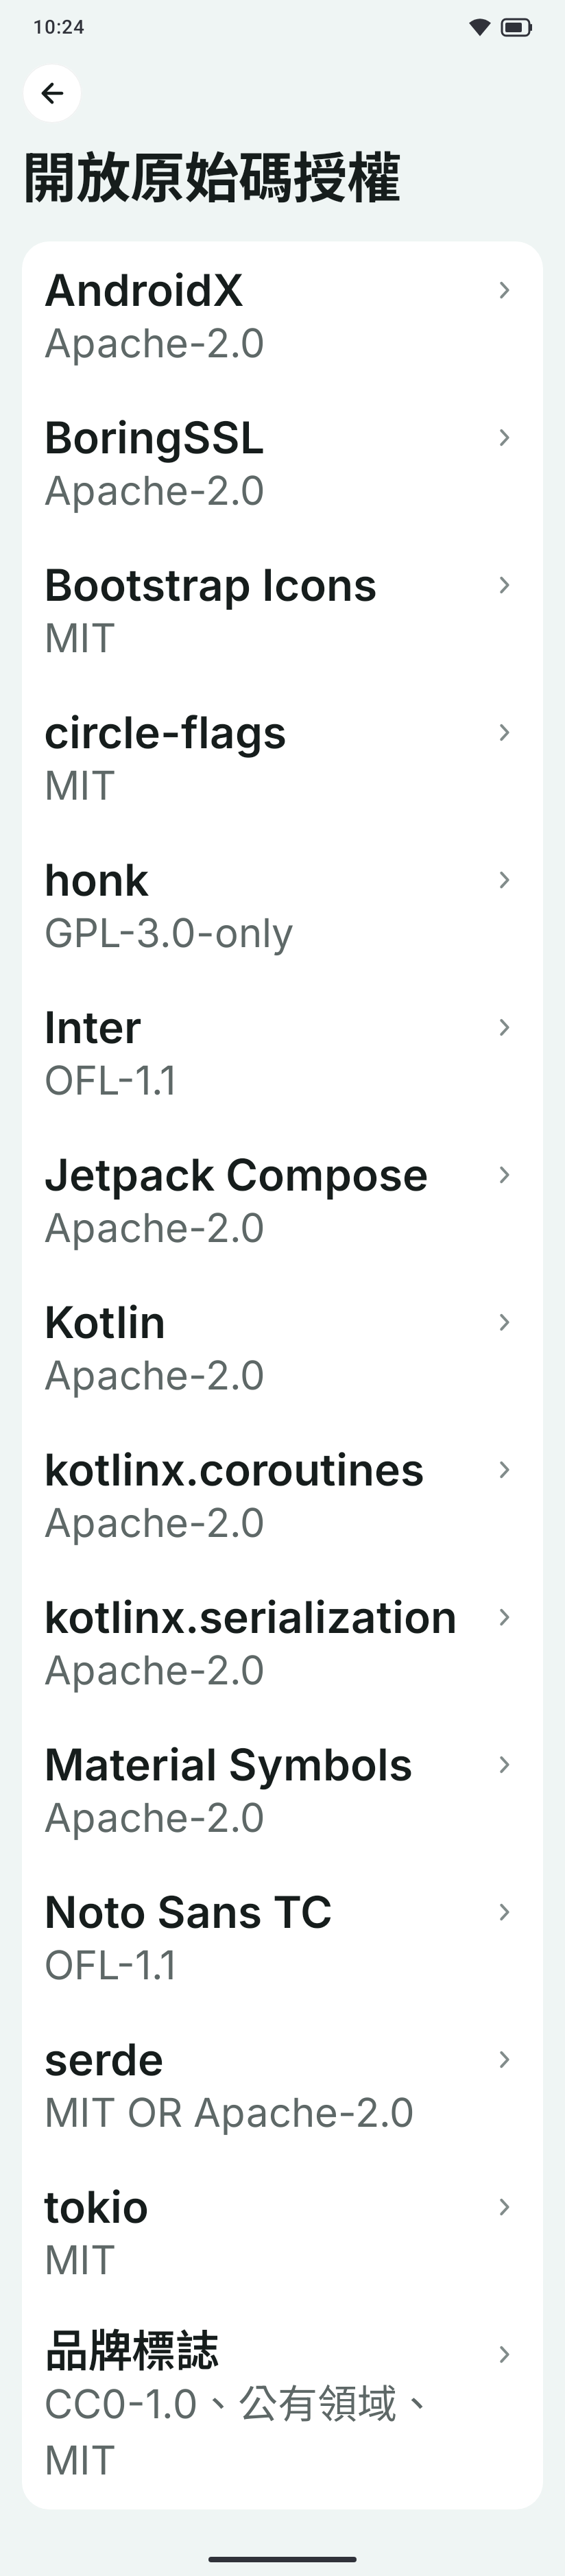 10:24
開放原始碼授權
AndroidX
Apache-2.0
BoringSSL
Apache-2.0
Bootstrap Icons
MIT
circle-flags
MIT
honk
GPL-3.0-only
Inter
OFL-1.1
Jetpack Compose
Apache-2.0
Kotlin
Apache-2.0
kotlinx.coroutines
Apache-2.0
kotlinx.serialization
Apache-2.0
Material Symbols
Apache-2.0
Noto Sans TC
OFL-1.1
serde
MIT OR Apache-2.0
tokio
MIT
品牌標誌
CC0-1.0、公有領域、
MIT